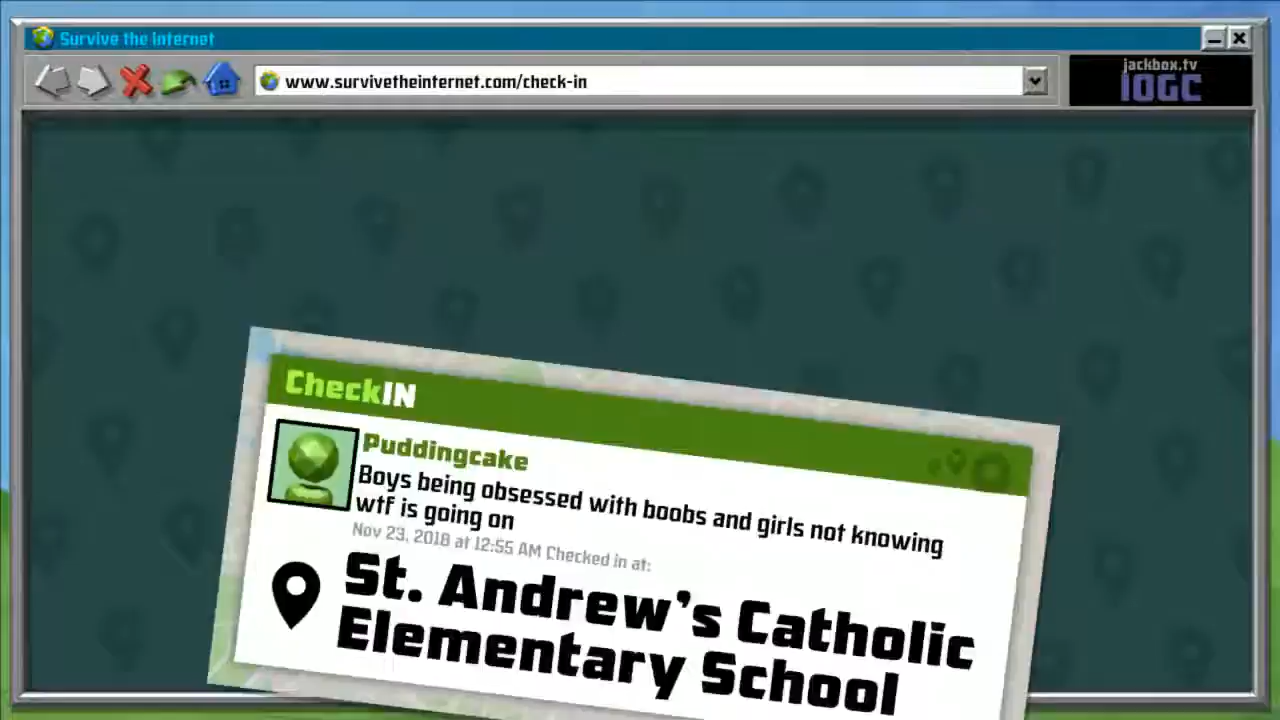 Survive the Internet
www.survivetheinternet.com/check-in
jackbox.tv
IOGC
CheckIN
Puddingcake
Boys being obsessed with boobs and girls not knowing
wtf is going on
Nov 23, 2018 at 12:55 AM Checked in at:
St. Andrew's Catholic
Elementary School